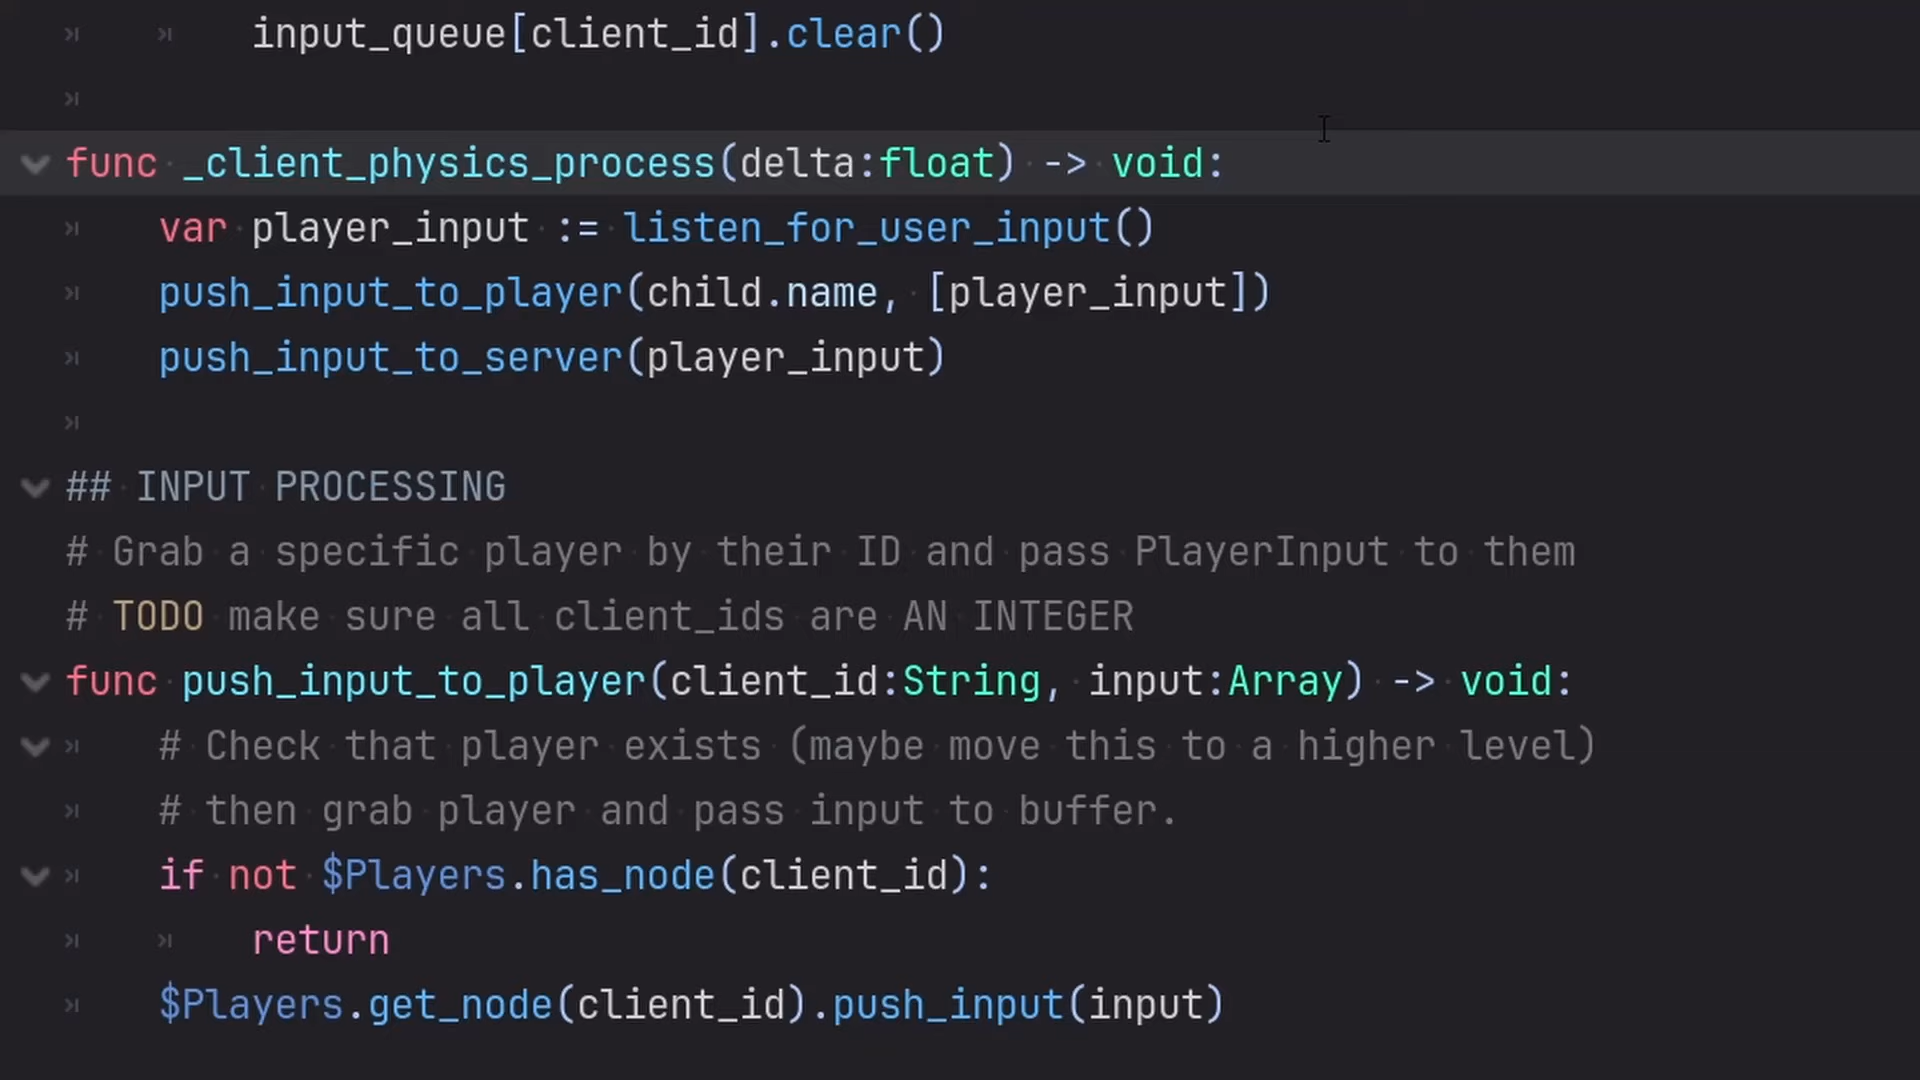 input_queue[client_id].clear()
func _client_physics_process(delta:float) -> void:
var player_input := listen_for_user_input()
push_input_to_player(child.name, [player_input])
push_input_to_server(player_input)
## INPUT PROCESSING
# Grab a specific player by their ID and pass PlayerInput to them
# TODO make sure all client_ids are AN INTEGER
func push_input_to_player(client_id:String, input:Array) -> void:
# Check that player exists (maybe move this to a higher level)
# then grab player and pass input to buffer.
if not $Players.has_node(client_id):
return
$Players.get_node(client_id).push_input(input)